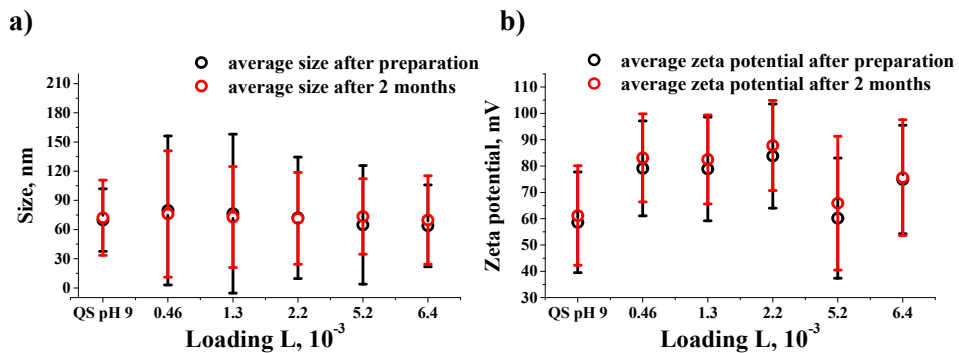 a)
average size after preparation
average size after 2 months
Size, nm
210
180
150
120
90
60
30
0
QS pH 9 0.46 1.3 2.2 5.2 6.4
Loading L, 10⁻³
b)
average zeta potential after preparation
average zeta potential after 2 months
Zeta potential, mV
110
100
90
80
70
60
50
40
30
QS pH 9 0.46 1.3 2.2 5.2 6.4
Loading L, 10⁻³